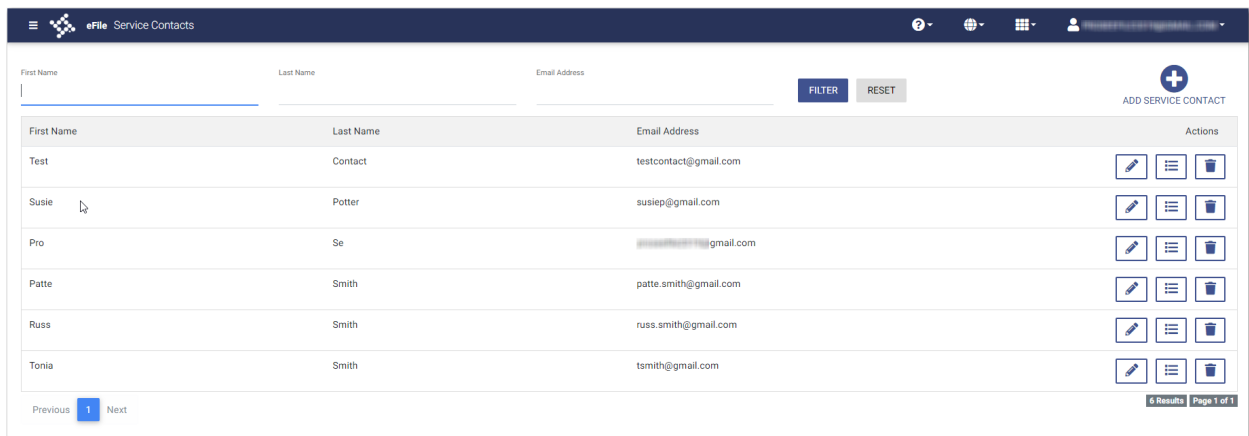 eFile Service Contacts
First Name Last Name Email Address
FILTER RESET
ADD SERVICE CONTACT
First Name Last Name Email Address Actions
Test Contact testcontact@gmail.com
Susie Potter susiep@gmail.com
Pro Se gmail.com
Patte Smith patte.smith@gmail.com
Russ Smith russ.smith@gmail.com
Tonia Smith tsmith@gmail.com
Previous 1 Next
6 Results Page 1 of 1